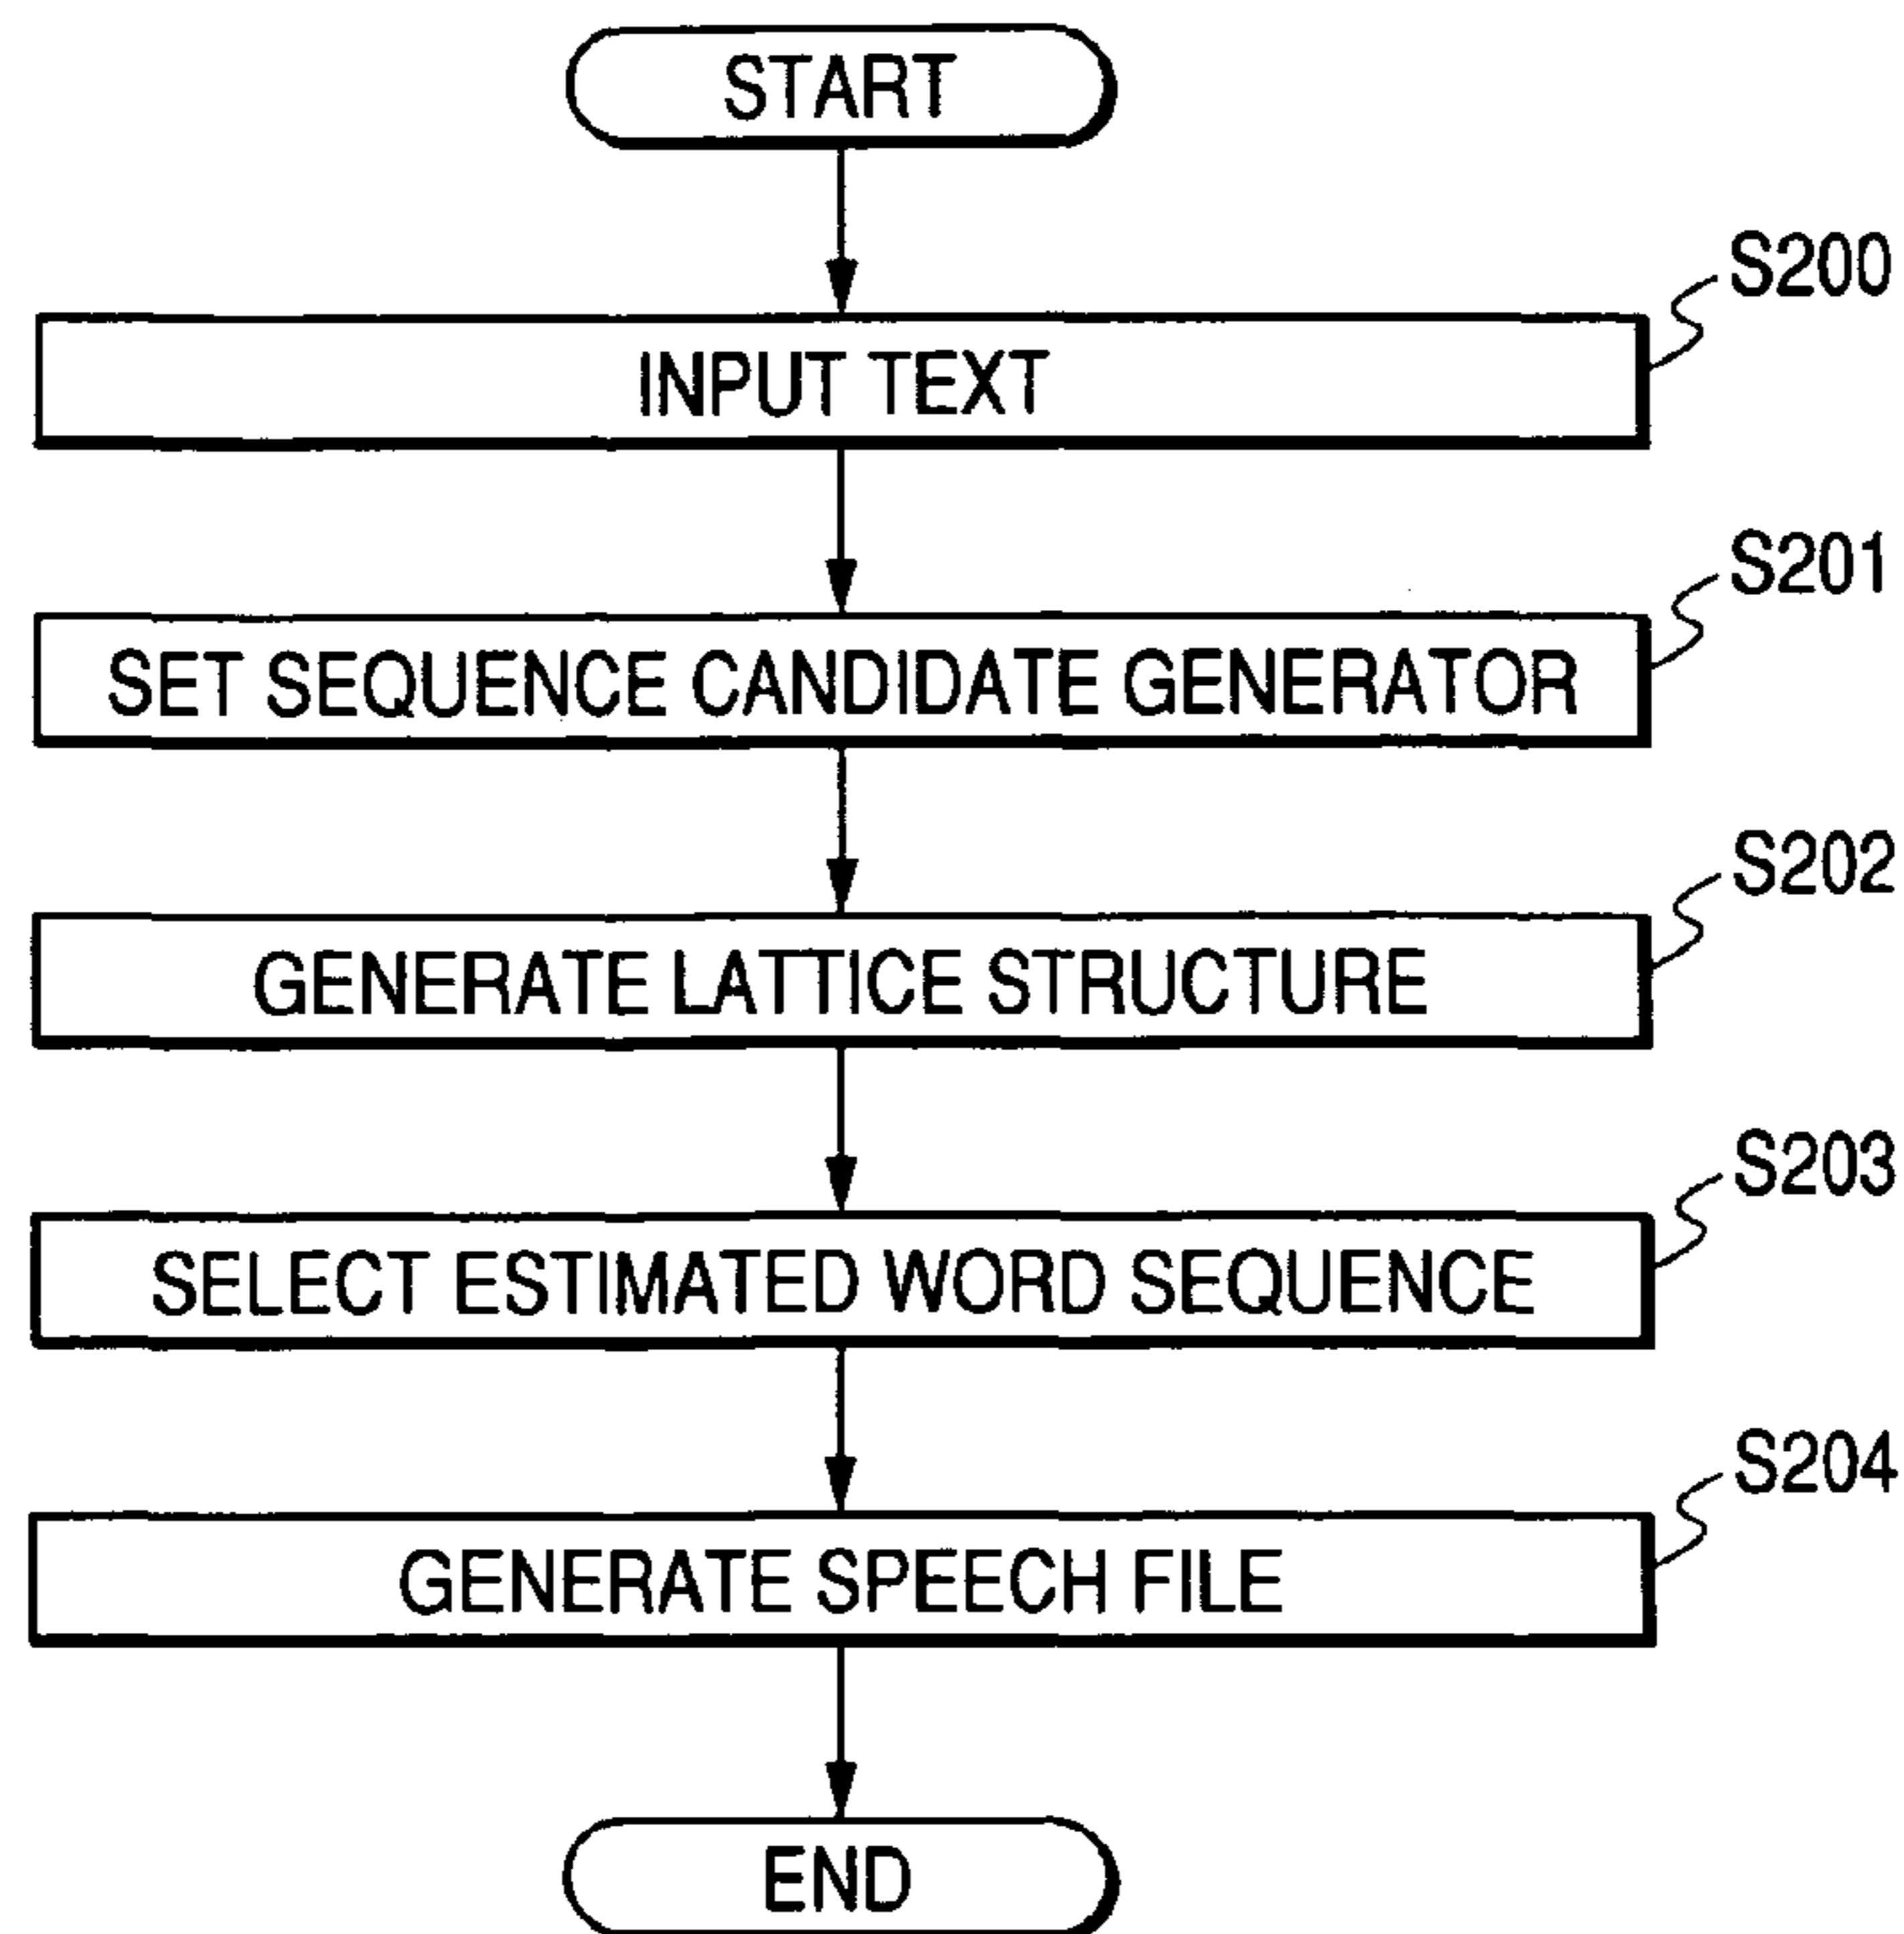 START
S200
INPUT TEXT
S201
SET SEQUENCE CANDIDATE GENERATOR
S202
GENERATE LATTICE STRUCTURE
S203
SELECT ESTIMATED WORD SEQUENCE
S204
GENERATE SPEECH FILE
END